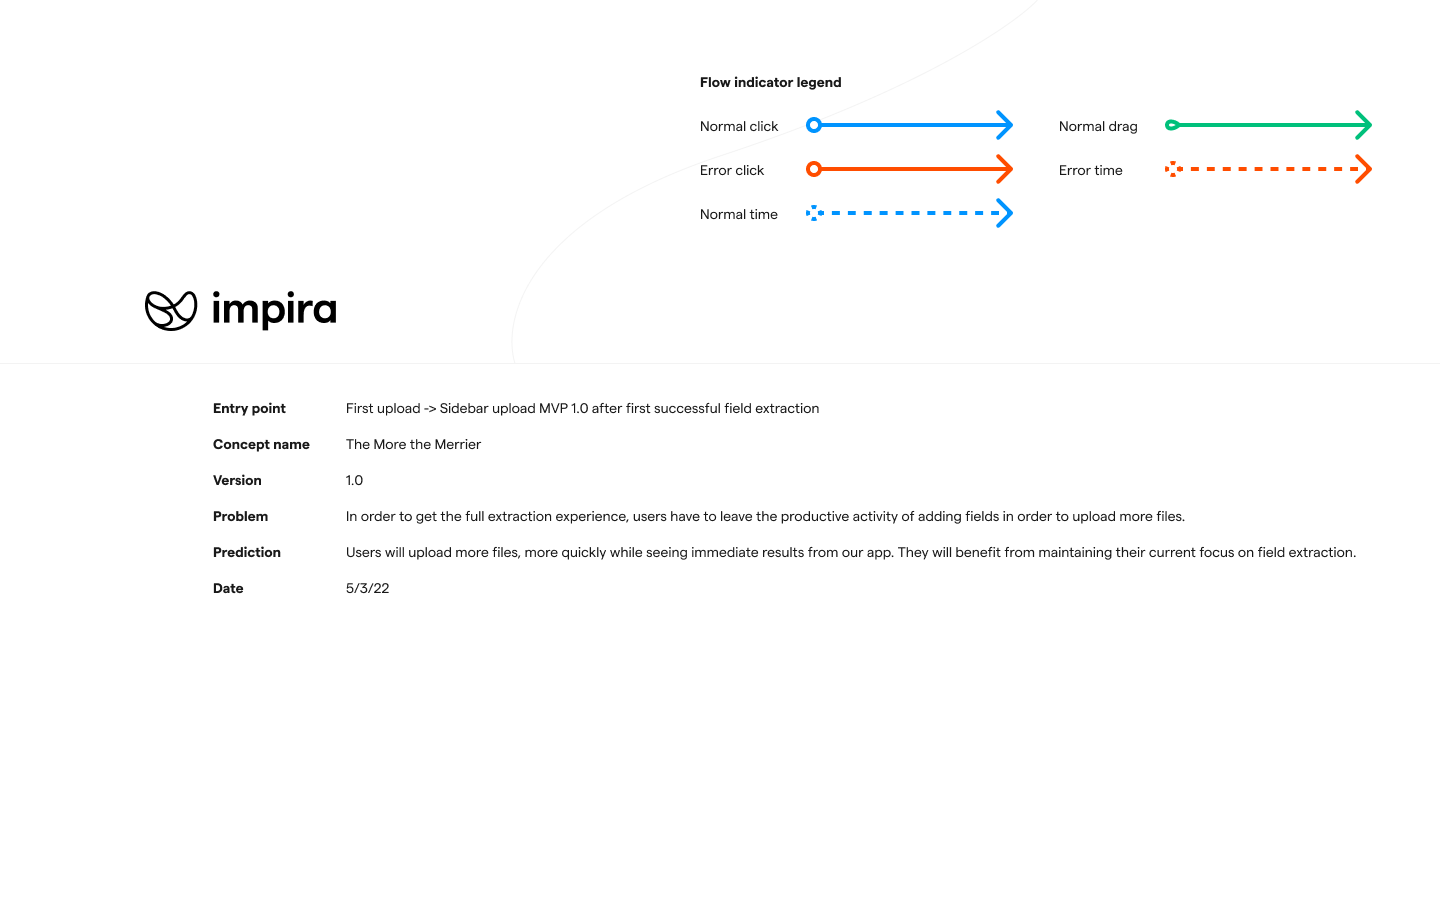 Flow indicator legend
Normal click
Normal drag
Error click
Error time
Normal time
impira
Entry point First upload -> Sidebar upload MVP 1.0 after first successful field extraction
Concept name The More the Merrier
Version 1.0
Problem In order to get the full extraction experience, users have to leave the productive activity of adding fields in order to upload more files.
Prediction Users will upload more files, more quickly while seeing immediate results from our app. They will benefit from maintaining their current focus on field extraction.
Date 5/3/22